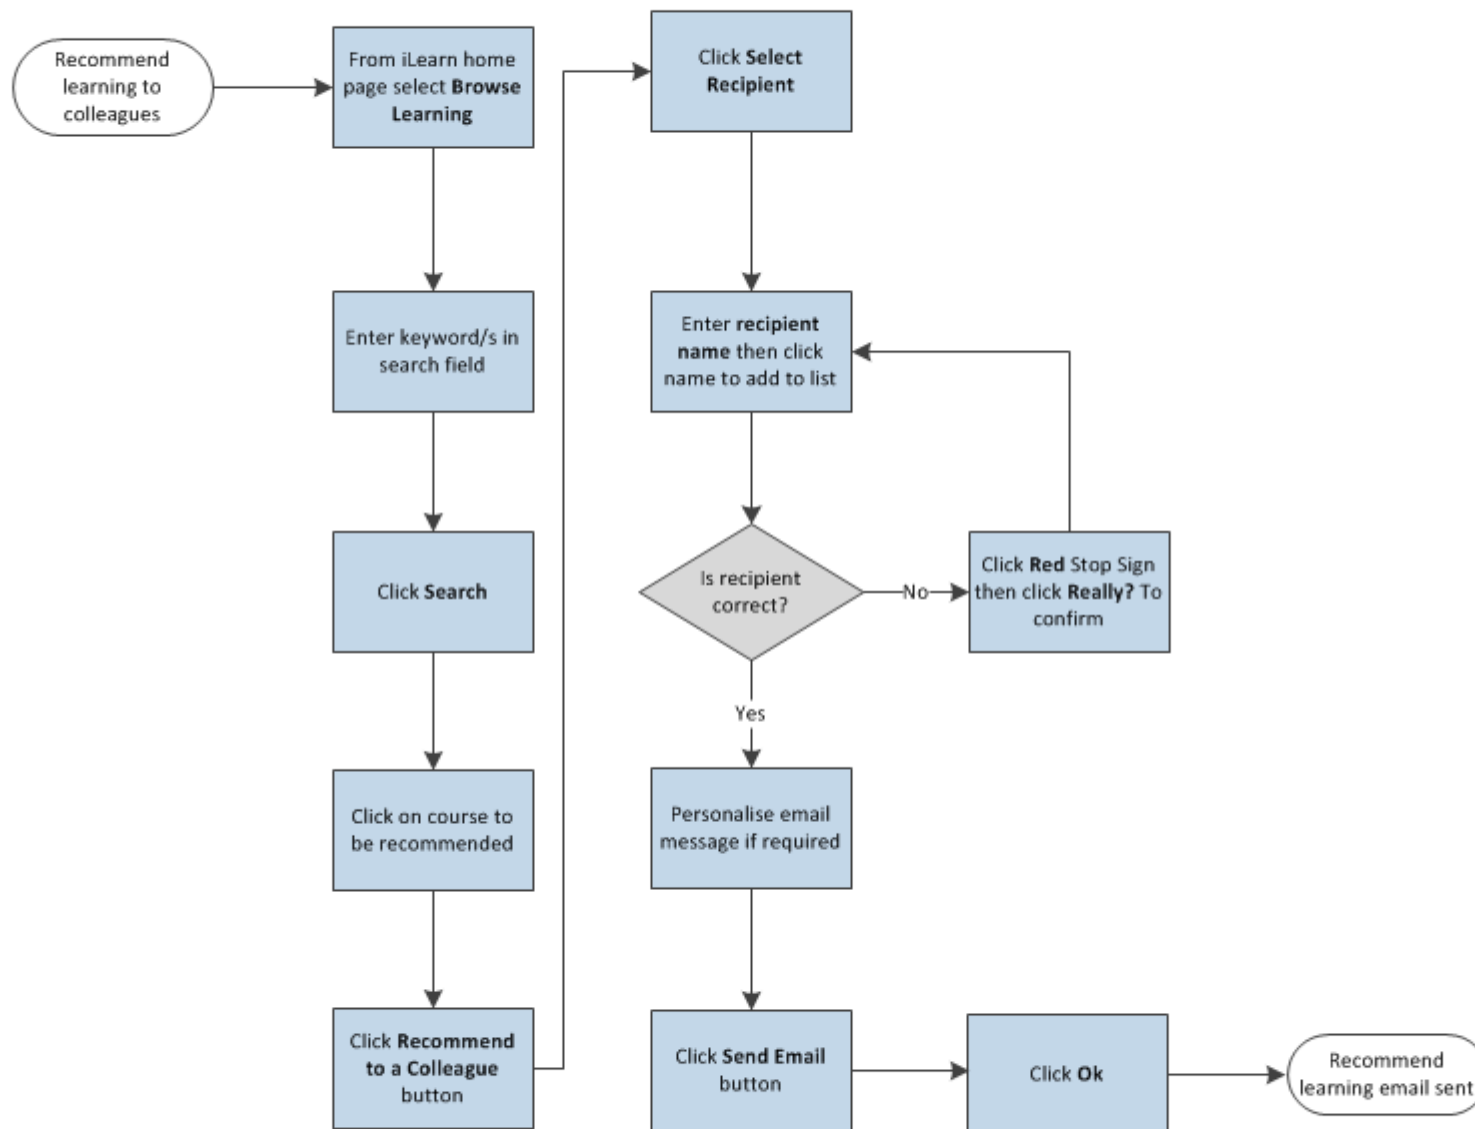 Recommend
learning to
colleagues
From iLearn home
page select Browse
Learning
Enter keyword/s in
search field
Click Search
Click on course to
be recommended
Click Recommend
to a Colleague
button
Click Select
Recipient
Enter recipient
name then click
name to add to list
Is recipient
correct?
No
Click Red Stop Sign
then click Really? To
confirm
Yes
Personalise email
message if required
Click Send Email
button
Click Ok
Recommend
learning email sent